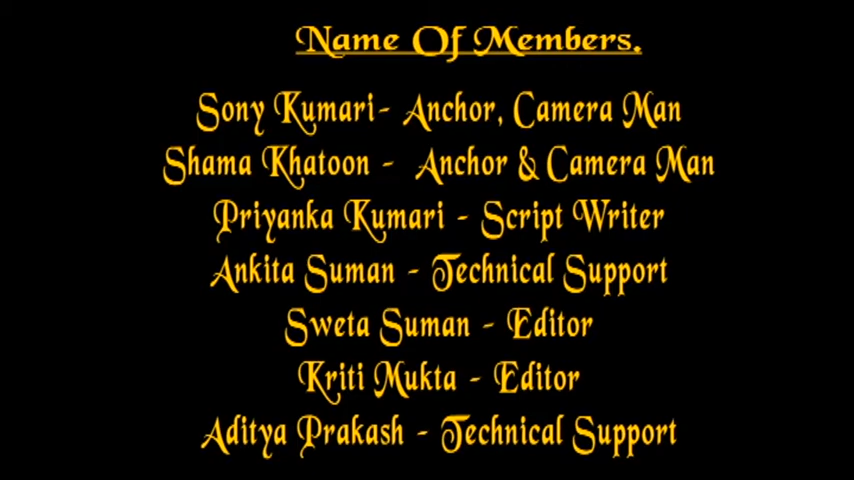 Name Of Members.
Sony Kumari- Anchor, Camera Man
Shama Khatoon - Anchor & Camera Man
Priyanka Kumari - Script Writer
Ankita Suman - Technical Support
Sweta Suman - Editor
Kriti Mukta - Editor
Aditya Prakash - Technical Support